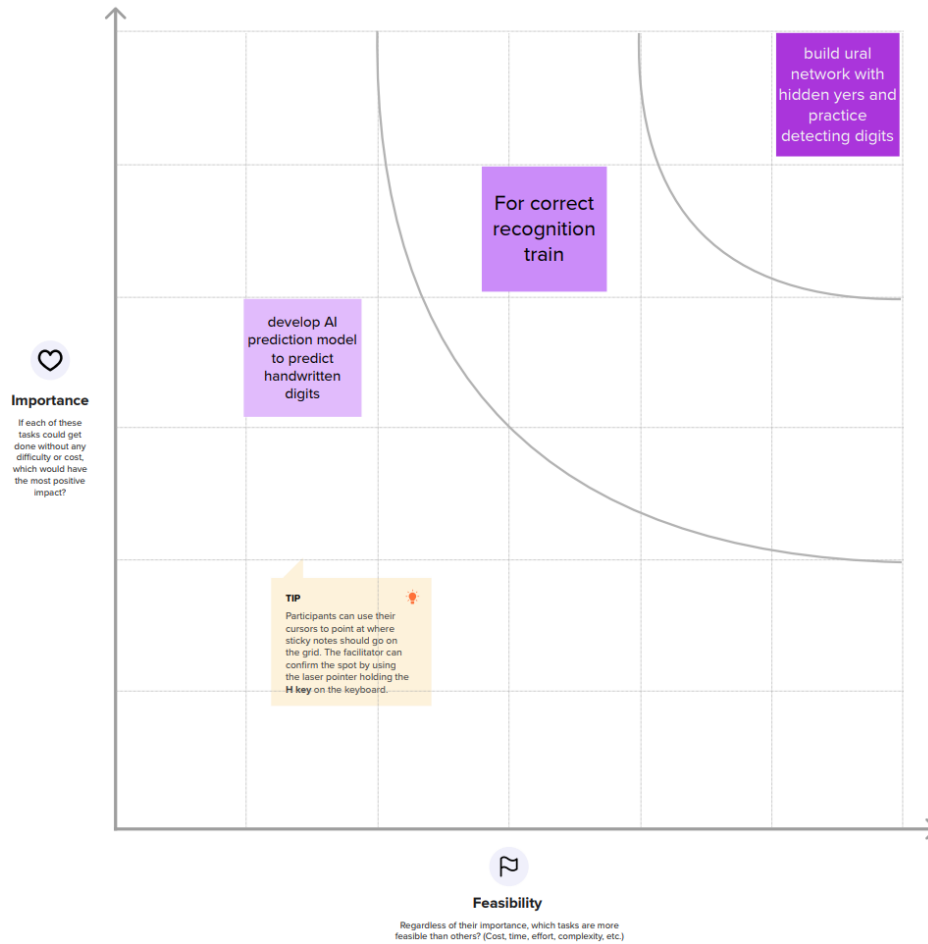 build ural
network with
hidden yers and
practice
detecting digits
For correct
recognition
train
develop AI
prediction model
to predict
handwritten
digits
Importance
If each of these
tasks could get
done without any
difficulty or cost,
which would have
the most positive
impact?
TIP
Participants can use their
cursors to point at where
sticky notes should go on
the grid. The facilitator can
confirm the spot by using
the laser pointer holding the
H key on the keyboard.
Feasibility
Regardless of their importance, which tasks are more
feasible than others? (Cost, time, effort, complexity, etc.)